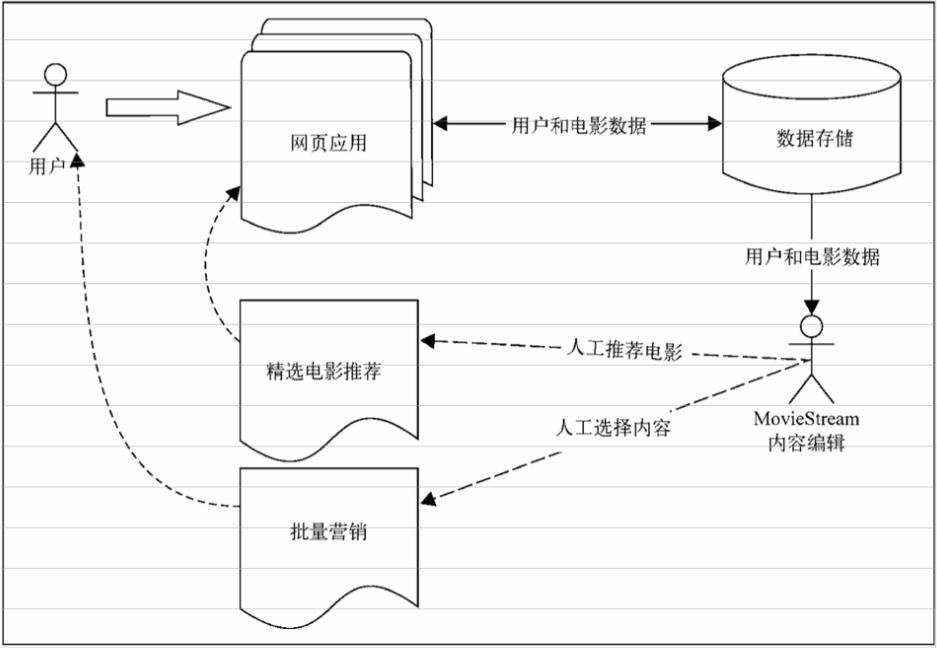 网页应用
用户和电影数据
数据存储
用户
用户和电影数据
人工推荐电影
精选电影推荐
MovieStream
内容编辑
人工选择内容
批量营销